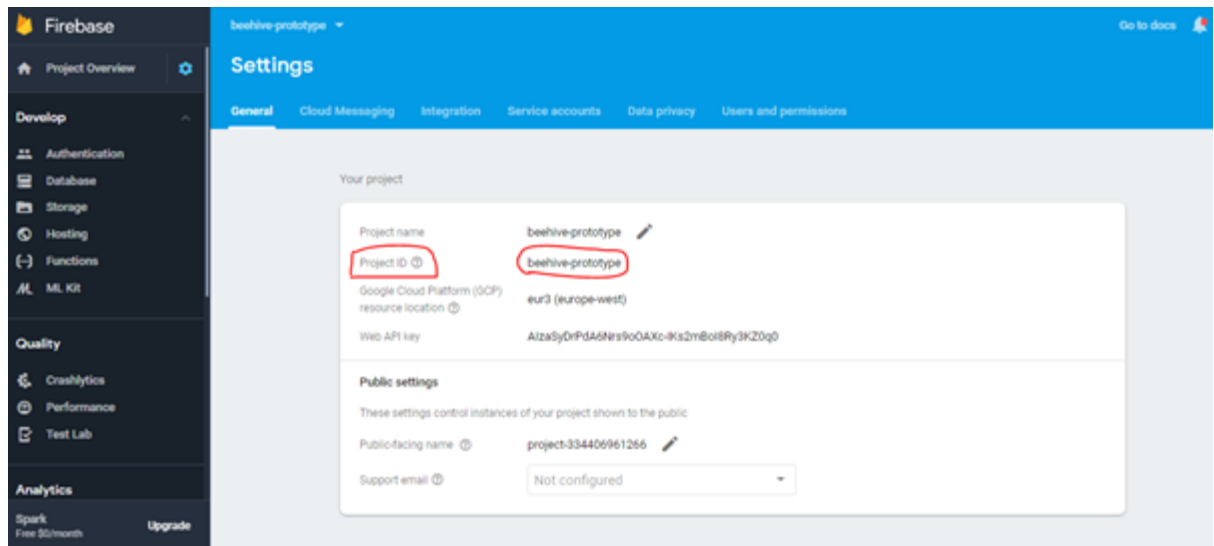 Firebase
beehive-prototype
Go to docs
Project Overview
Settings
General Cloud Messaging Integration Service accounts Data privacy Users and permissions
Develop
Authentication
Database
Storage
Hosting
Functions
ML Kit
Quality
Crashlytics
Performance
Test Lab
Analytics
Spark
Free $0/month
Upgrade
Your project
Project name beehive-prototype
Project ID beehive-prototype
Google Cloud Platform (GCP)
resource location eur3 (europe-west)
Web API key
Public settings
These settings control instances of your project shown to the public
Public-facing name project-334406961266
Support email Not configured